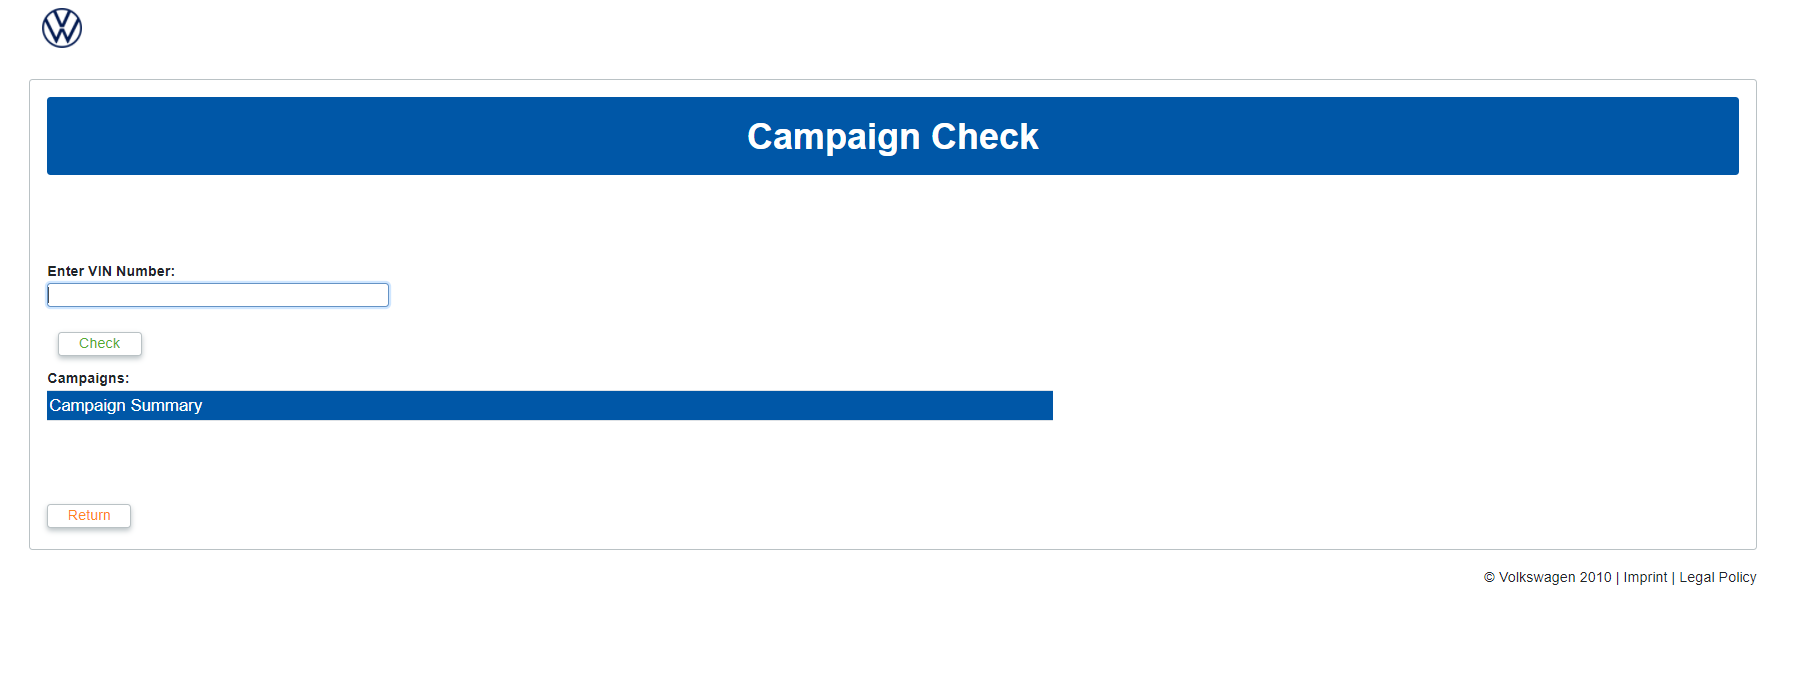 Campaign Check
Enter VIN Number:
Check
Campaigns:
Campaign Summary
Return
© Volkswagen 2010 | Imprint | Legal Policy